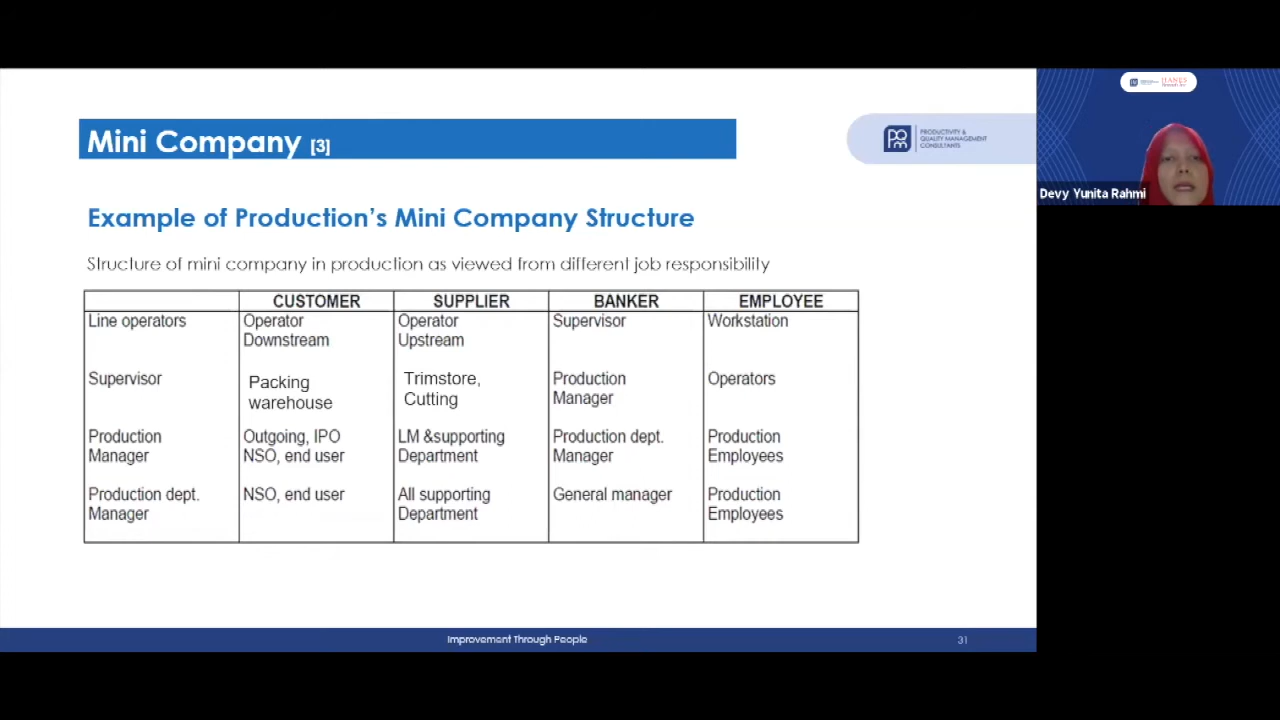 Mini Company [3]
PRODUCTIVITY &
QUALITY MANAGEMENT
CONSULTANTS
Devy Yunita Rahmi
Example of Production's Mini Company Structure
Structure of mini company in production as viewed from different job responsibility
CUSTOMER SUPPLIER BANKER EMPLOYEE
Line operators Operator Operator Supervisor Workstation
Downstream Upstream
Supervisor Packing Trimstore, Production Operators
warehouse Cutting Manager
Production Outgoing, IPO LM &supporting Production dept. Production
Manager NSO, end user Department Manager Employees
Production dept. NSO, end user All supporting General manager Production
Manager Department Employees
Improvement Through People
31